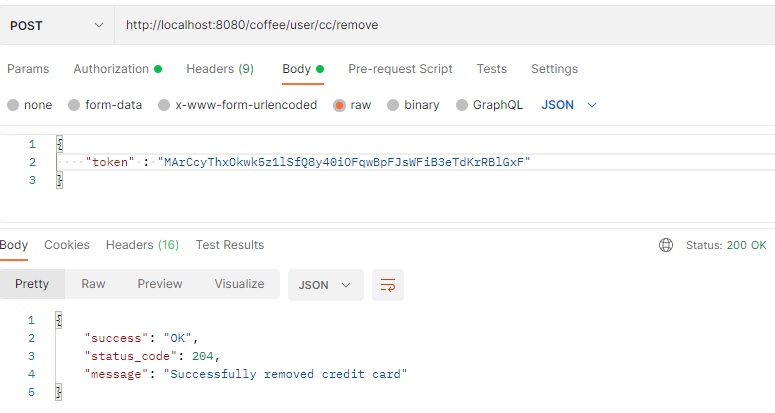 POST http://localhost:8080/coffee/user/cc/remove
Params Authorization Headers (9) Body Pre-request Script Tests Settings
none form-data x-www-form-urlencoded raw binary GraphQL JSON
1 {
2 "token" : "MArCcyThxOkwk5z1lSfQ8y40iOFqwBpFJsWFiB3eTdKrRBlGxF"
3 }
Body Cookies Headers (16) Test Results Status: 200 OK
Pretty Raw Preview Visualize JSON
1 {
2 "success": "OK",
3 "status_code": 204,
4 "message": "Successfully removed credit card"
5 }